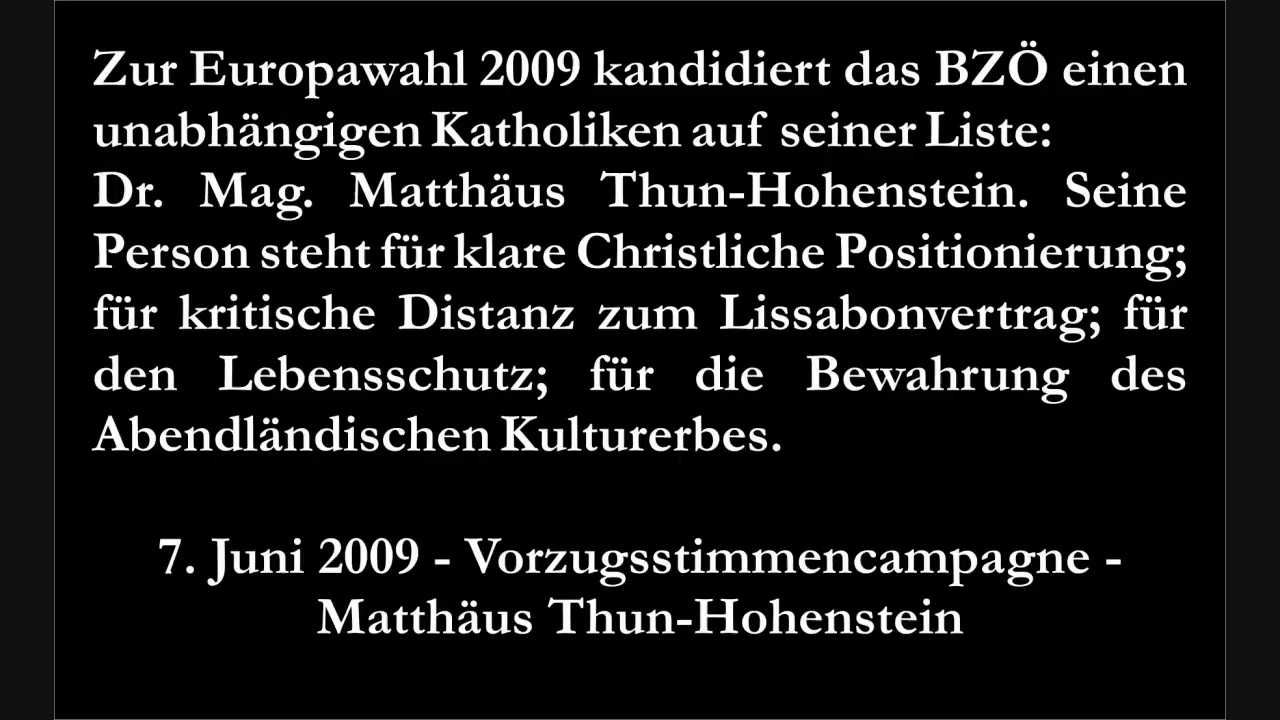 Zur Europawahl 2009 kandidiert das BZÖ einen
unabhängigen Katholiken auf seiner Liste:
Dr. Mag. Matthäus Thun-Hohenstein. Seine
Person steht für klare Christliche Positionierung;
für kritische Distanz zum Lissabonvertrag; für
den Lebensschutz; für die Bewahrung des
Abendländischen Kulturerbes.
7. Juni 2009 - Vorzugsstimmencampagne -
Matthäus Thun-Hohenstein